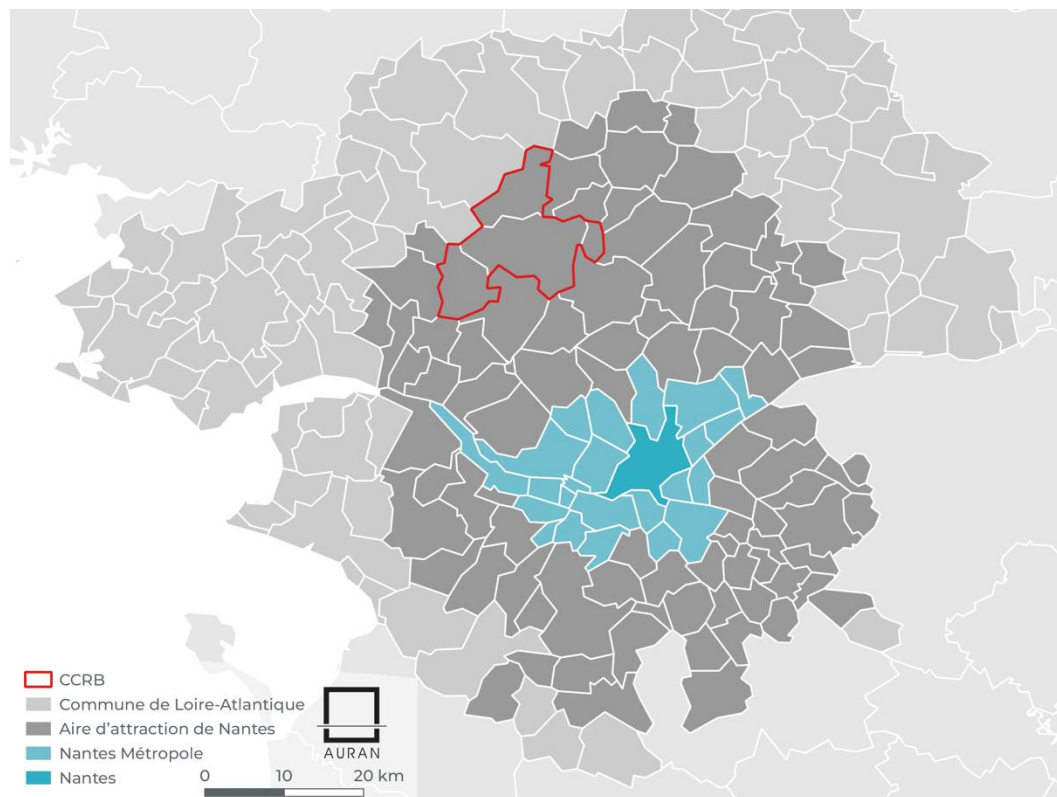 CCRB
Commune de Loire-Atlantique
Aire d'attraction de Nantes
Nantes Métropole
Nantes
AURAN
0 10 20 km